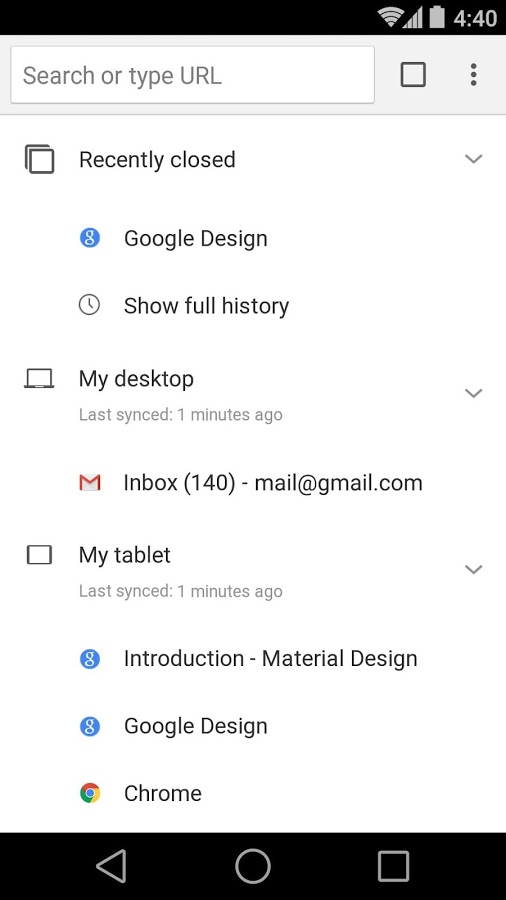 4:40
Search or type URL
Recently closed
Google Design
Show full history
My desktop
Last synced: 1 minutes ago
Inbox (140) - mail@gmail.com
My tablet
Last synced: 1 minutes ago
Introduction - Material Design
Google Design
Chrome